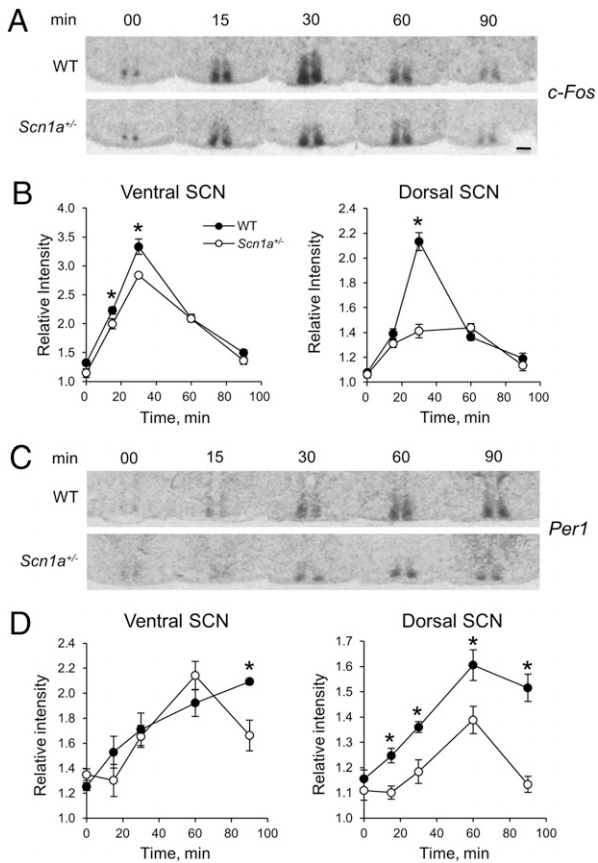 A
min 00 15 30 60 90
WT
c-Fos
Scn1a+/-
B
Ventral SCN
Dorsal SCN
* * WT
Scn1a+/-
*
Relative Intensity
4.0
3.5
3.0
2.5
2.0
1.5
1.0
0 20 40 60 80 100
Time, min
Relative Intensity
2.4
2.2
2.0
1.8
1.6
1.4
1.2
1.0
0 20 40 60 80 100
Time, min
C
min 00 15 30 60 90
WT
Per1
Scn1a+/-
D
Ventral SCN
Dorsal SCN
Relative intensity
2.4
2.2
2.0
1.8
1.6
1.4
1.2
1.0
*
0 20 40 60 80 100
Time, min
Relative intensity
1.7
1.6
1.5
1.4
1.3
1.2
1.1
1.0
* * * *
0 20 40 60 80 100
Time, min